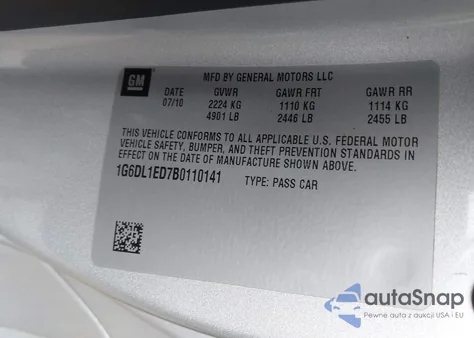 GM
MFD BY GENERAL MOTORS LLC
DATE GVWR GAWR FRT GAWR RR
07/10 2224 KG 1110 KG 1114 KG
4901 LB 2446 LB 2455 LB
THIS VEHICLE CONFORMS TO ALL APPLICABLE U.S. FEDERAL MOTOR
VEHICLE SAFETY, BUMPER, AND THEFT PREVENTION STANDARDS IN
EFFECT ON THE DATE OF MANUFACTURE SHOWN ABOVE.
1G6DL1ED7B0110141 TYPE: PASS CAR
autoSnap
Pewne auta z aukcji USA i EU